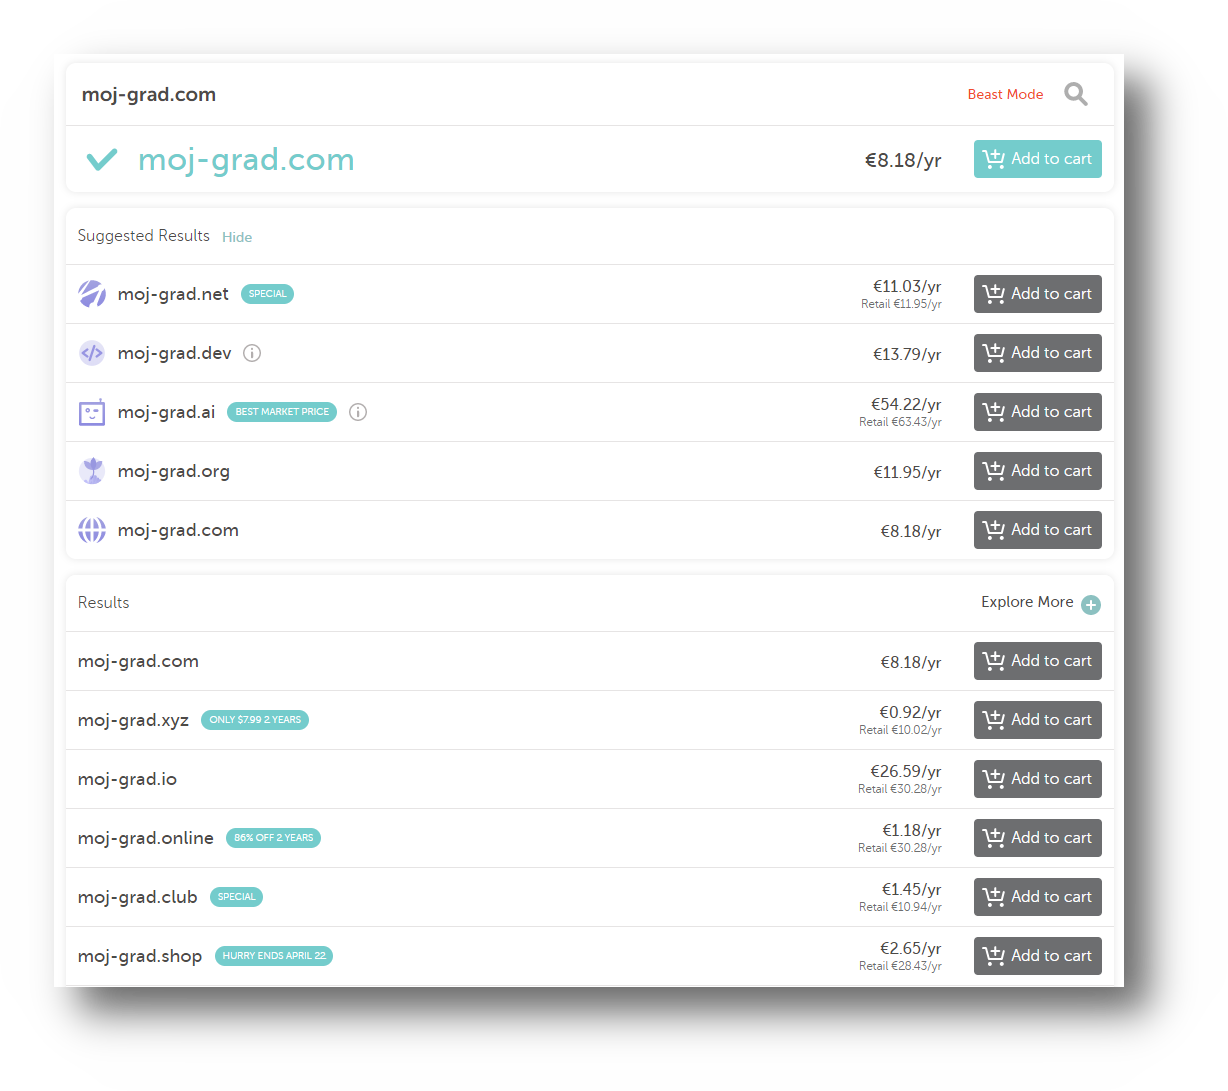 moj-grad.com
Beast Mode
moj-grad.com
€8.18/yr
Add to cart
Suggested Results Hide
moj-grad.net SPECIAL
€11.03/yr
Retail €11.95/yr
Add to cart
moj-grad.dev
€13.79/yr
Add to cart
moj-grad.ai BEST MARKET PRICE
€54.22/yr
Retail €63.43/yr
Add to cart
moj-grad.org
€11.95/yr
Add to cart
moj-grad.com
€8.18/yr
Add to cart
Results
Explore More
moj-grad.com
€8.18/yr
Add to cart
moj-grad.xyz ONLY $7.99 2 YEARS
€0.92/yr
Retail €10.02/yr
Add to cart
moj-grad.io
€26.59/yr
Retail €30.28/yr
Add to cart
moj-grad.online 86% OFF 2 YEARS
€1.18/yr
Retail €30.28/yr
Add to cart
moj-grad.club SPECIAL
€1.45/yr
Retail €10.94/yr
Add to cart
moj-grad.shop HURRY ENDS APRIL 22
€2.65/yr
Retail €28.43/yr
Add to cart